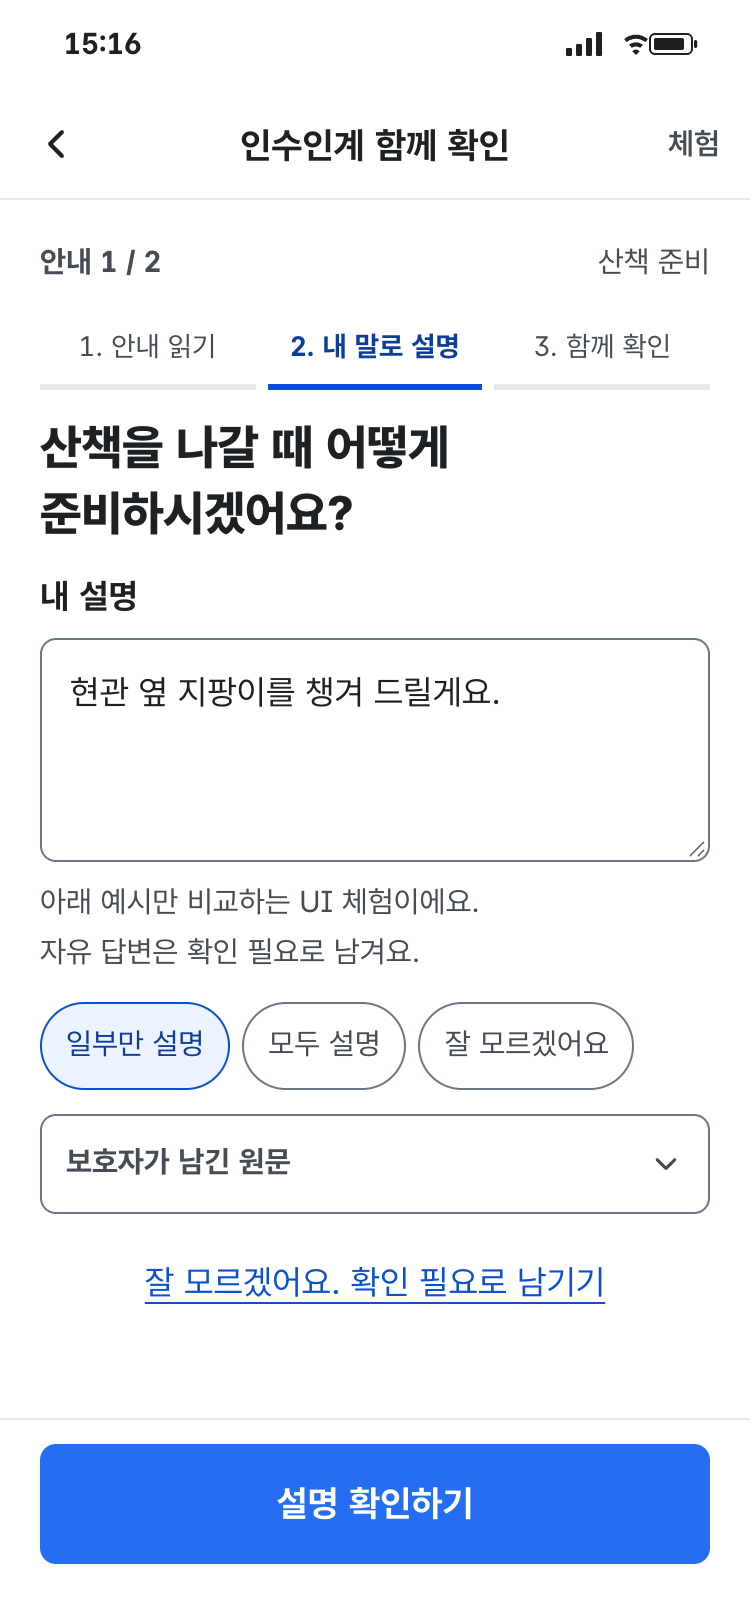 15:16
인수인계 함께 확인
체험
안내 1 / 2
산책 준비
1. 안내 읽기
2. 내 말로 설명
3. 함께 확인
산책을 나갈 때 어떻게
준비하시겠어요?
내 설명
현관 옆 지팡이를 챙겨 드릴게요.
아래 예시만 비교하는 UI 체험이에요.
자유 답변은 확인 필요로 남겨요.
일부만 설명
모두 설명
잘 모르겠어요
보호자가 남긴 원문
잘 모르겠어요. 확인 필요로 남기기
설명 확인하기